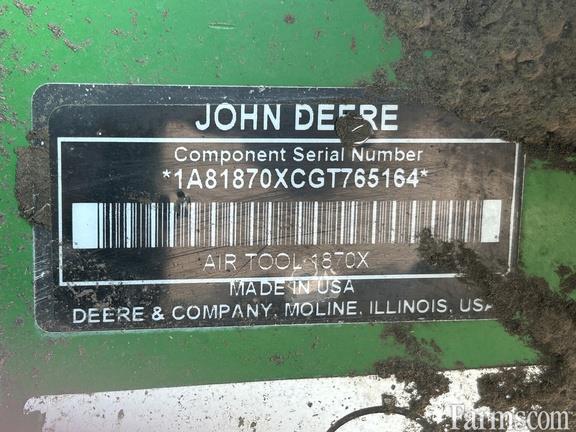 JOHN DEERE
Component Serial Number
*1A81870XCGT765164*
AIR TOOL 1870X
MADE IN USA
DEERE & COMPANY, MOLINE, ILLINOIS, USA
Farms.com